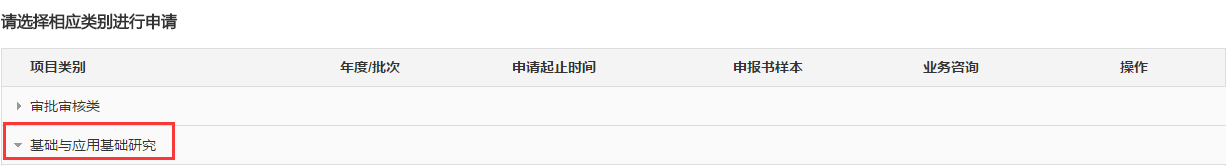 请选择相应类别进行申请
项目类别 年度/批次 申请起止时间 申报书样本 业务咨询 操作
审批审核类
基础与应用基础研究